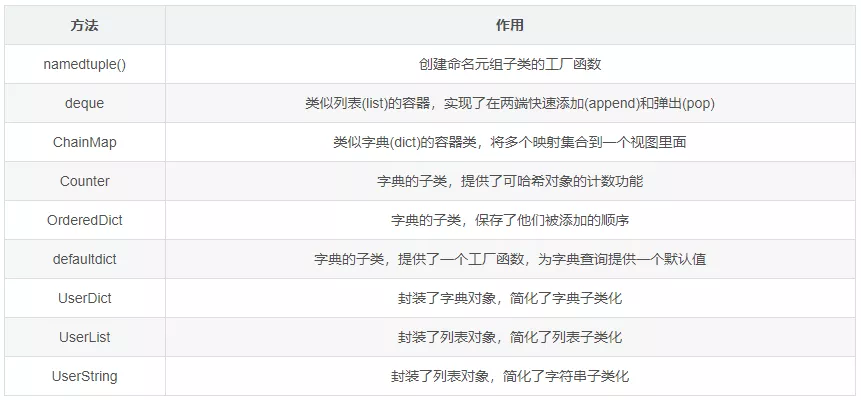 方法 作用
namedtuple() 创建命名元组子类的工厂函数
deque 类似列表(list)的容器，实现了在两端快速添加(append)和弹出(pop)
ChainMap 类似字典(dict)的容器类，将多个映射集合到一个视图里面
Counter 字典的子类，提供了可哈希对象的计数功能
OrderedDict 字典的子类，保存了他们被添加的顺序
defaultdict 字典的子类，提供了一个工厂函数，为字典查询提供一个默认值
UserDict 封装了字典对象，简化了字典子类化
UserList 封装了列表对象，简化了列表子类化
UserString 封装了列表对象，简化了字符串子类化